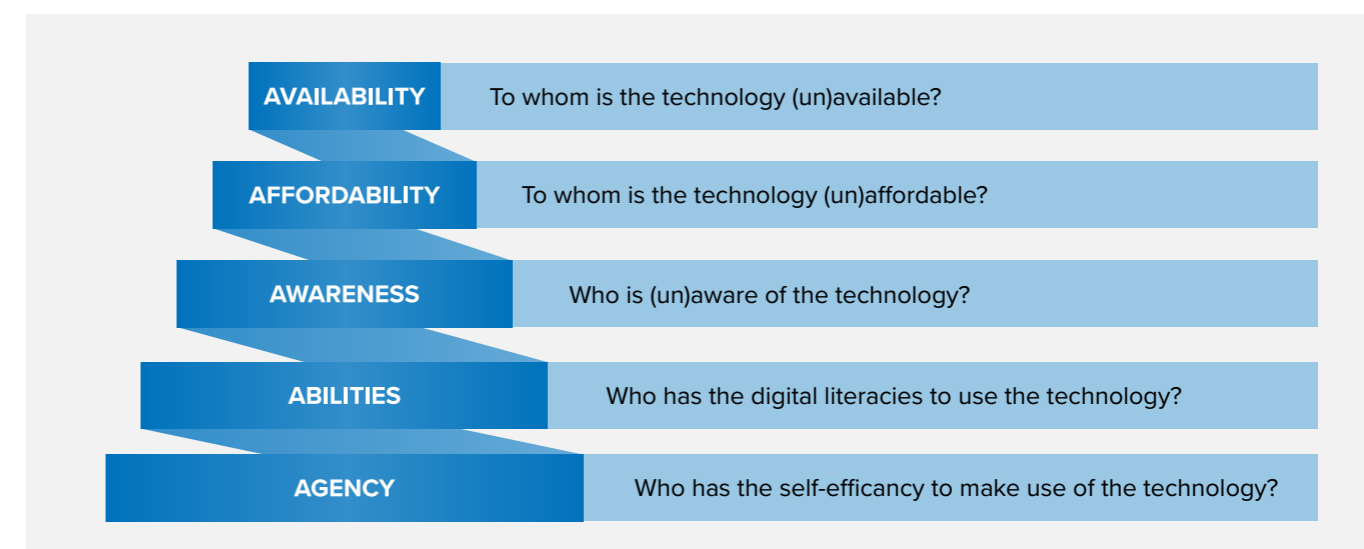 AVAILABILITY To whom is the technology (un)available?
AFFORDABILITY To whom is the technology (un)affordable?
AWARENESS Who is (un)aware of the technology?
ABILITIES Who has the digital literacies to use the technology?
AGENCY Who has the self-efficancy to make use of the technology?